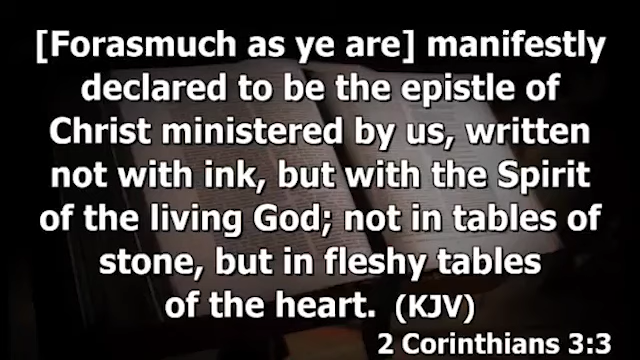 [Forasmuch as ye are] manifestly
declared to be the epistle of
Christ ministered by us, written
not with ink, but with the Spirit
of the living God; not in tables of
stone, but in fleshy tables
of the heart. (KJV)
2 Corinthians 3:3